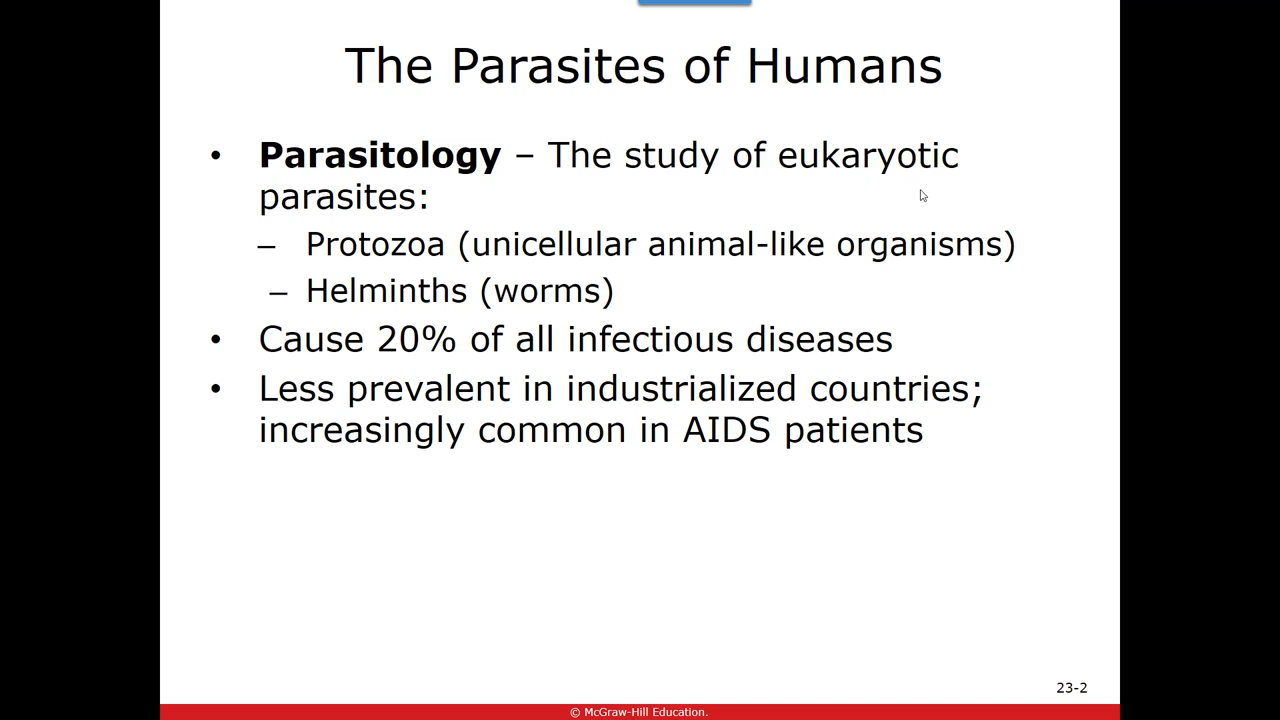 The Parasites of Humans
• Parasitology – The study of eukaryotic
parasites:
– Protozoa (unicellular animal-like organisms)
– Helminths (worms)
• Cause 20% of all infectious diseases
• Less prevalent in industrialized countries;
increasingly common in AIDS patients
23-2
© McGraw-Hill Education.